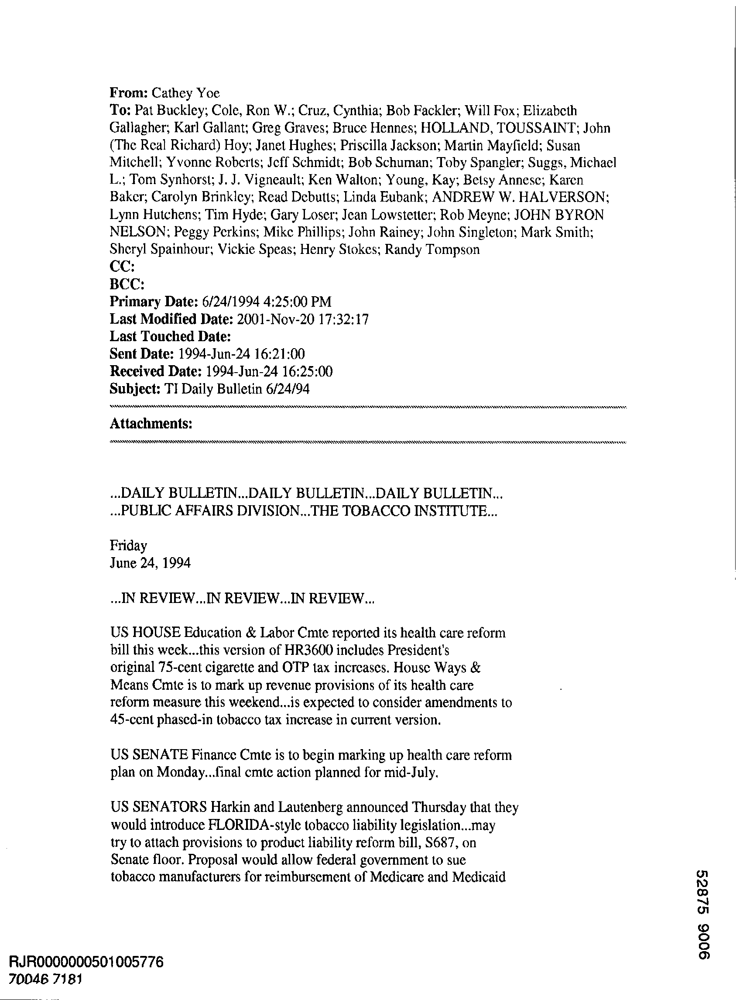 From: Cathey Yoe
To: Pat Buckley; Cole, Ron W.; Cruz, Cynthia; Bob Fackler; Will Fox; Elizabeth
Gallagher; Karl Gallant; Greg Graves; Bruce Hennes; HOLLAND, TOUSSAINT; John
(The Real Richard) Hoy; Janet Hughes; Priscilla Jackson; Martin Mayfield; Susan
Mitchell; Yvonne Roberts; Jeff Schmidt; Bob Schuman; Toby Spangler; Suggs, Michael
L.; Tom Synhorst; J. J. Vigneault; Ken Walton; Young, Kay; Betsy Annese; Karen
Baker; Carolyn Brinkley; Read Debutts; Linda Eubank; ANDREW W. HALVERSON;
Lynn Hutchens; Tim Hyde; Gary Loser; Jean Lowstetter; Rob Meyne; JOHN BYRON
NELSON; Peggy Perkins; Mike Phillips; John Rainey; John Singleton; Mark Smith;
Sheryl Spainhour; Vickie Speas; Henry Stokes; Randy Tompson
CC:
BCC:
Primary Date: 6/24/1994 4:25:00 PM
Last Modified Date: 2001-Nov-20 17:32:17
Last Touched Date:
Sent Date: 1994-Jun-24 16:21:00
Received Date: 1994-Jun-24 16:25:00
Subject: TI Daily Bulletin 6/24/94
Attachments:
...DAILY BULLETIN...DAILY BULLETIN...DAILY BULLETIN...
...PUBLIC AFFAIRS DIVISION...THE TOBACCO INSTITUTE...
Friday
June 24, 1994
...IN REVIEW...IN REVIEW...IN REVIEW...
US HOUSE Education & Labor Cmte reported its health care reform
bill this week...this version of HR3600 includes President's
original 75-cent cigarette and OTP tax increases. House Ways &
Means Cmte is to mark up revenue provisions of its health care
reform measure this weekend...is expected to consider amendments to
45-cent phased-in tobacco tax increase in current version.
US SENATE Finance Cmte is to begin marking up health care reform
plan on Monday...final cmte action planned for mid-July.
US SENATORS Harkin and Lautenberg announced Thursday that they
would introduce FLORIDA-style tobacco liability legislation...may
try to attach provisions to product liability reform bill, S687, on
Senate floor. Proposal would allow federal government to sue
tobacco manufacturers for reimbursement of Medicare and Medicaid
52875 9006
RJR0000000501005776
70046 7181